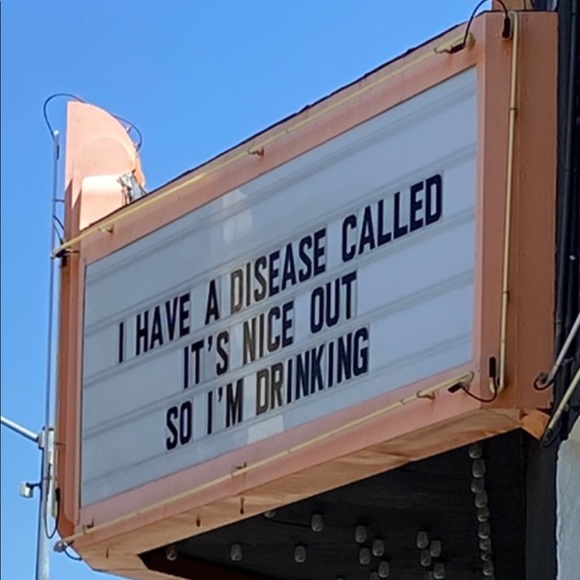 I HAVE A DISEASE CALLED
IT'S NICE OUT
SO I'M DRINKING